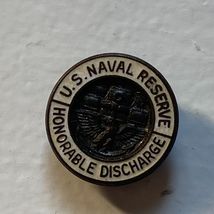 U.S. NAVAL RESERVE
HONORABLE DISCHARGE